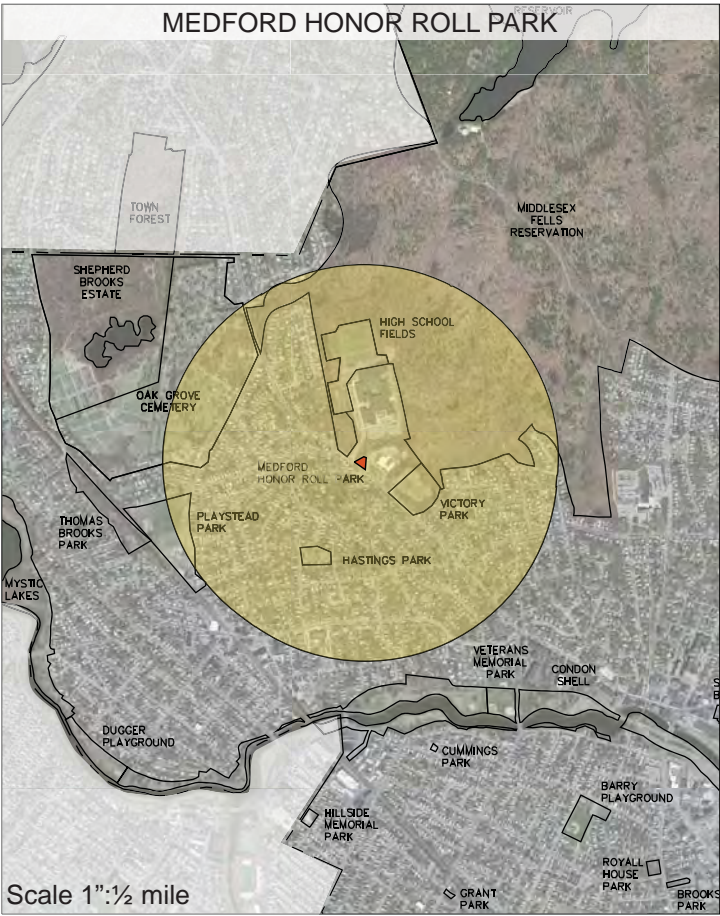 MEDFORD HONOR ROLL PARK
RESERVOIR
TOWN
FOREST
MIDDLESEX
FELLS
RESERVATION
SHEPHERD
BROOKS
ESTATE
HIGH SCHOOL
FIELDS
OAK GROVE
CEMETERY
MEDFORD
HONOR ROLL PARK
THOMAS
BROOKS
PARK
PLAYSTEAD
PARK
VICTORY
PARK
HASTINGS PARK
MYSTIC
LAKES
VETERANS
MEMORIAL
PARK
CONDON
SHELL
DUGGER
PLAYGROUND
CUMMINGS
PARK
BARRY
PLAYGROUND
HILLSIDE
MEMORIAL
PARK
ROYALL
HOUSE
PARK
GRANT
PARK
BROOKS
PARK
Scale 1":½ mile